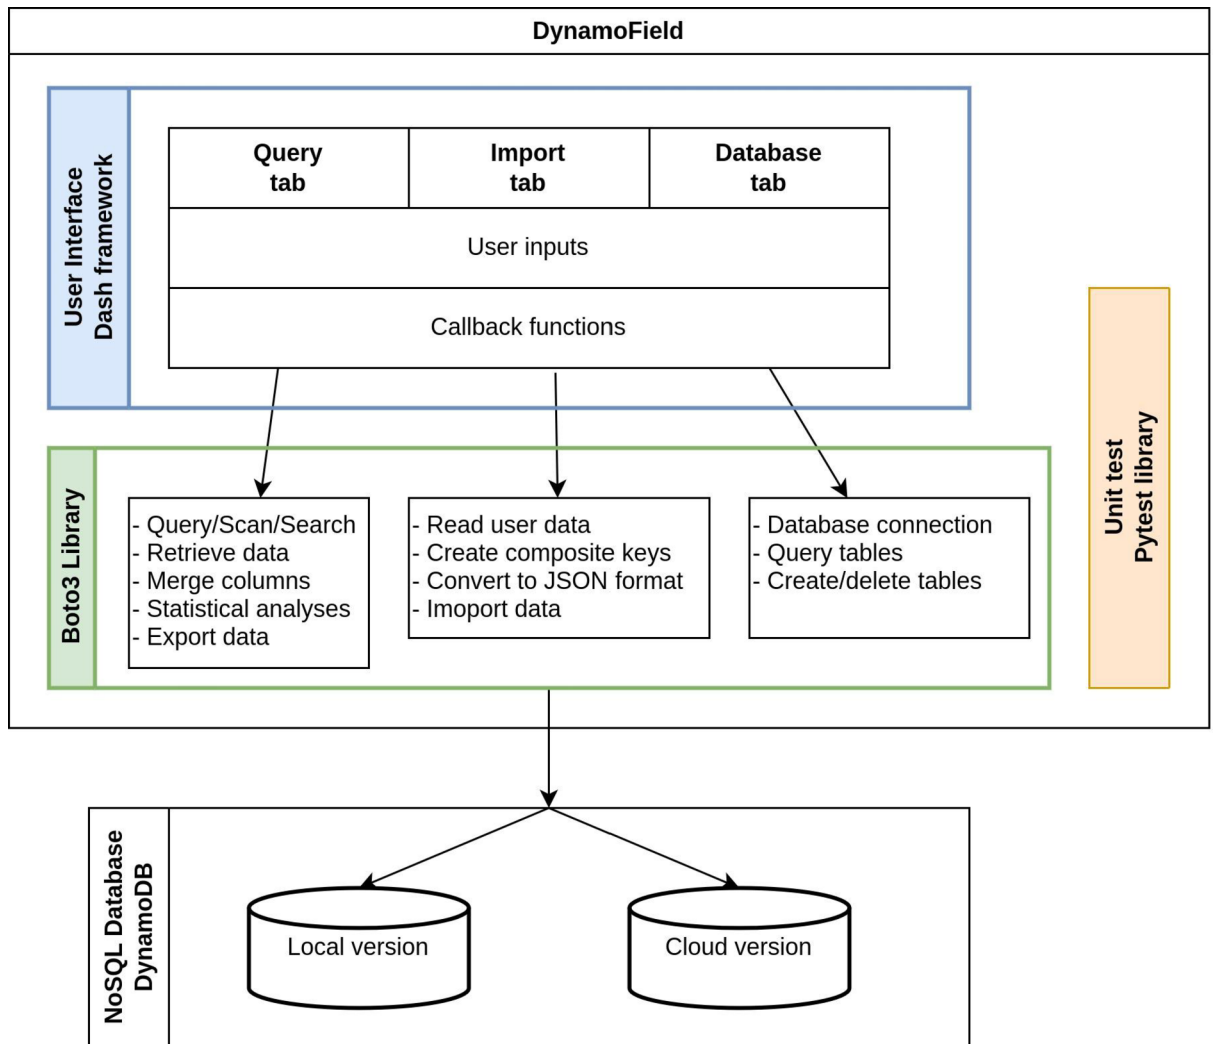 DynamoField
User Interface
Dash framework
Query
tab
Import
tab
Database
tab
User inputs
Callback functions
Boto3 Library
- Query/Scan/Search
- Retrieve data
- Merge columns
- Statistical analyses
- Export data
- Read user data
- Create composite keys
- Convert to JSON format
- Imoport data
- Database connection
- Query tables
- Create/delete tables
Unit test
Pytest library
NoSQL Database
DynamoDB
Local version
Cloud version